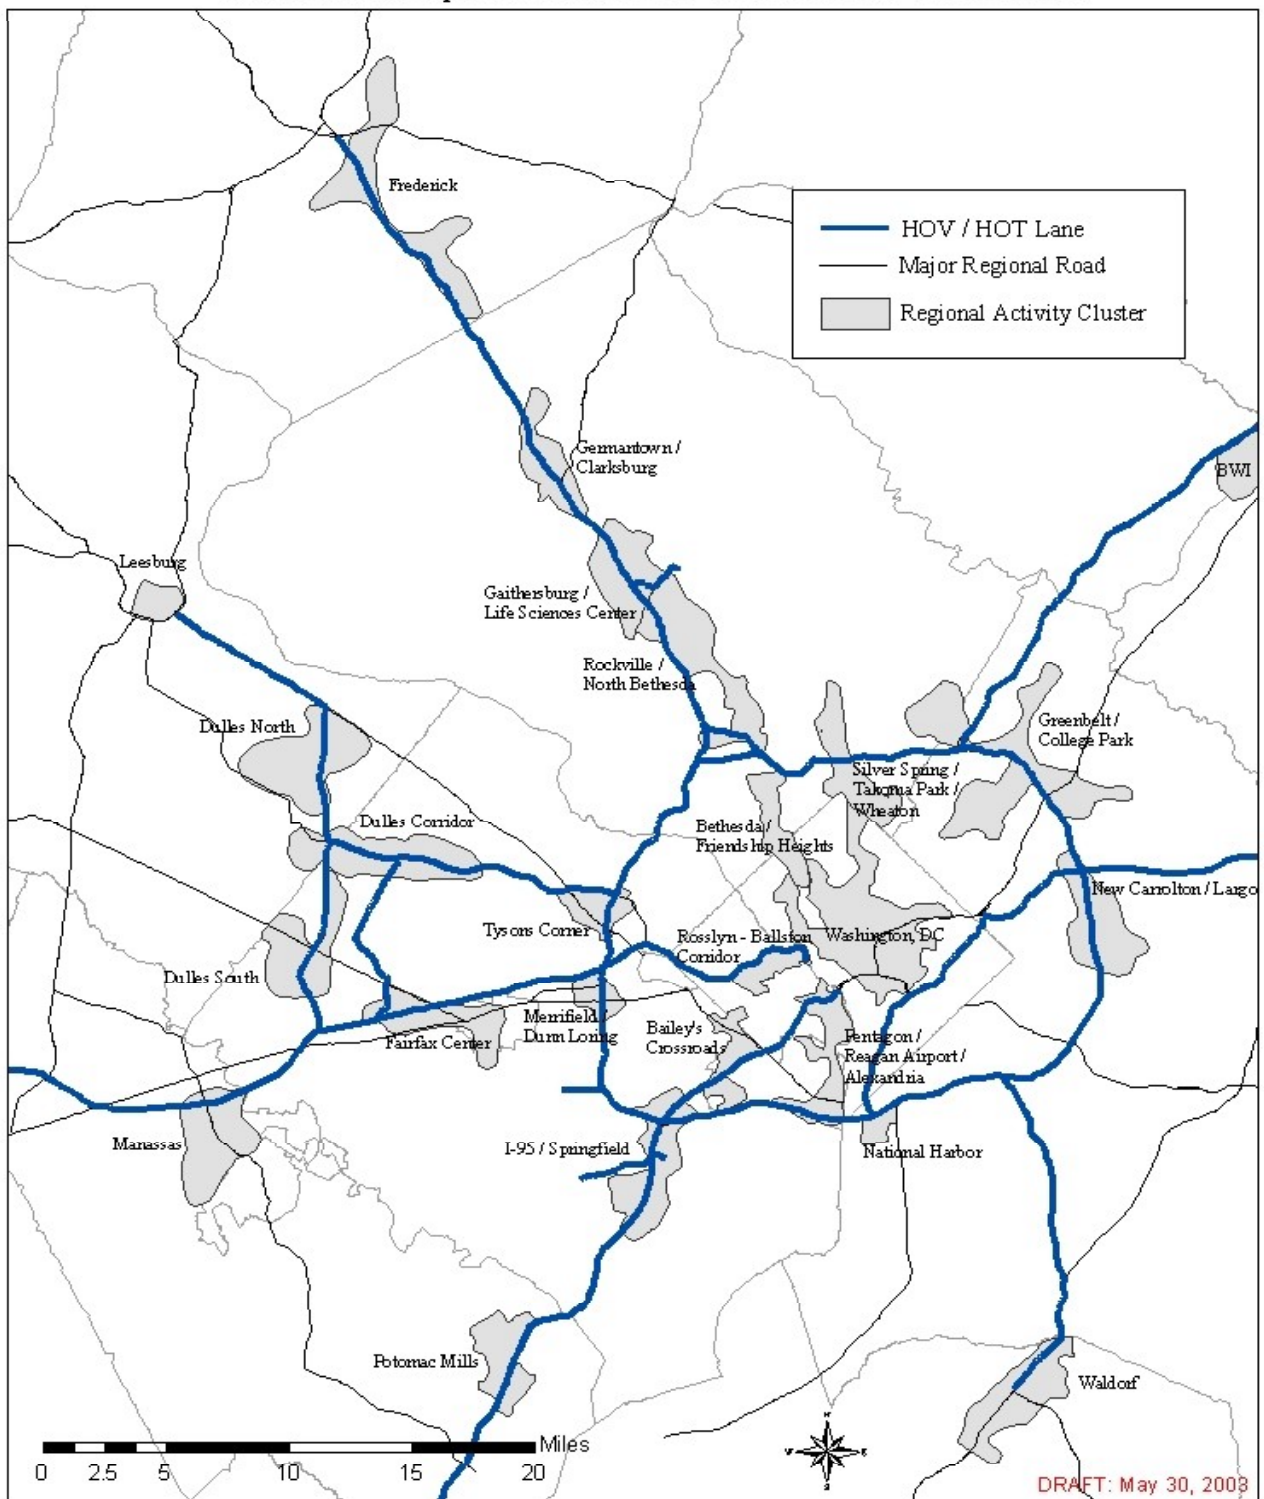 Frederick
HOV / HOT Lane
Major Regional Road
Regional Activity Cluster
Germantown /
Clarksburg
BWI
Leesburg
Gaithersburg /
Life Sciences Center
Rockville /
North Bethesda
Dulles North
Greenbelt /
College Park
Silver Spring /
Takoma Park /
Wheaton
Dulles Corridor
Bethesda /
Friendship Heights
New Carrolton / Largo
Tysons Corner
Rosslyn - Ballston
Corridor
Washington, DC
Dulles South
Merrifield /
Dunn Loring
Fairfax Center
Bailey's
Crossroads
Pentagon /
Reagan Airport /
Alexandria
Manassas
I-95 / Springfield
National Harbor
Potomac Mills
Waldorf
Miles
0 2.5 5 10 15 20
N
W E
S
DRAFT: May 30, 2003